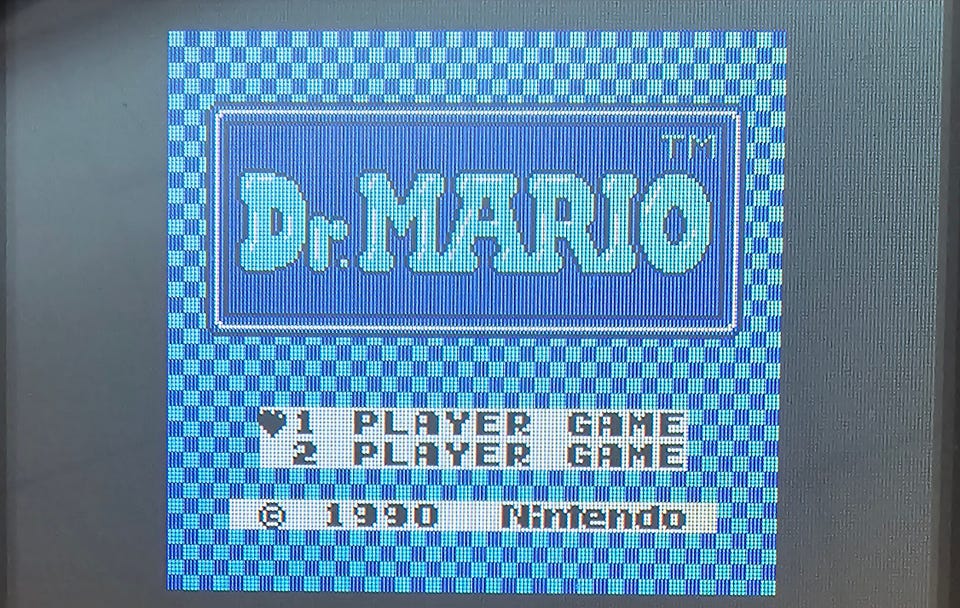 TM
Dr. MARIO
♥1 PLAYER GAME
2 PLAYER GAME
© 1990 Nintendo